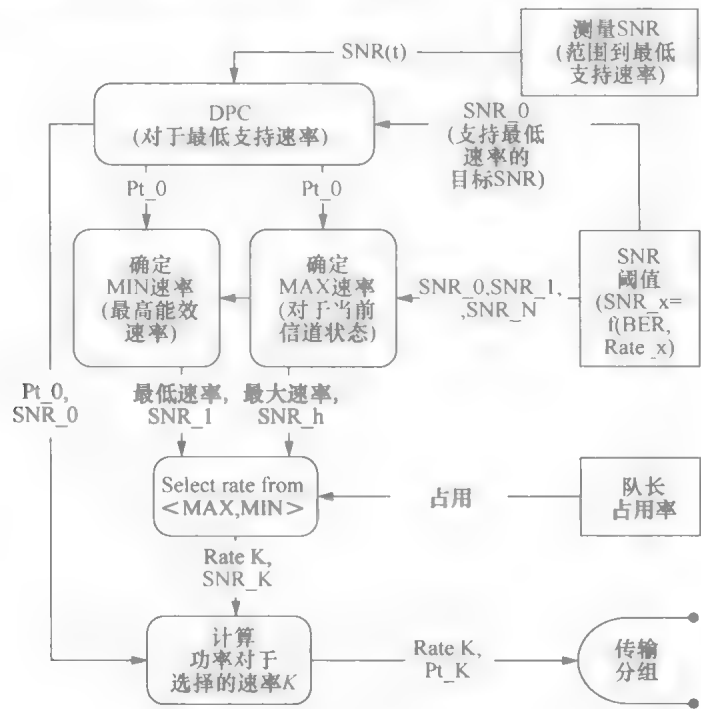 测量SNR
(范围到最低
支持速率)
SNR(t)
DPC
(对于最低支持速率)
SNR_0
(支持最低
速率的
目标SNR)
Pt_0
Pt_0
确定
MIN速率
(最高能效
速率)
确定
MAX速率
(对于当前
信道状态)
SNR_0,SNR_1,
,SNR_N
SNR
阈值
(SNR_x=
f(BER,
Rate_x)
Pt_0,
SNR_0
最低速率,
SNR_1
最大速率,
SNR_h
Select rate from
<MAX,MIN>
占用
队长
占用率
Rate K,
SNR_K
计算
功率对于
选择的速率K
Rate K,
Pt_K
传输
分组